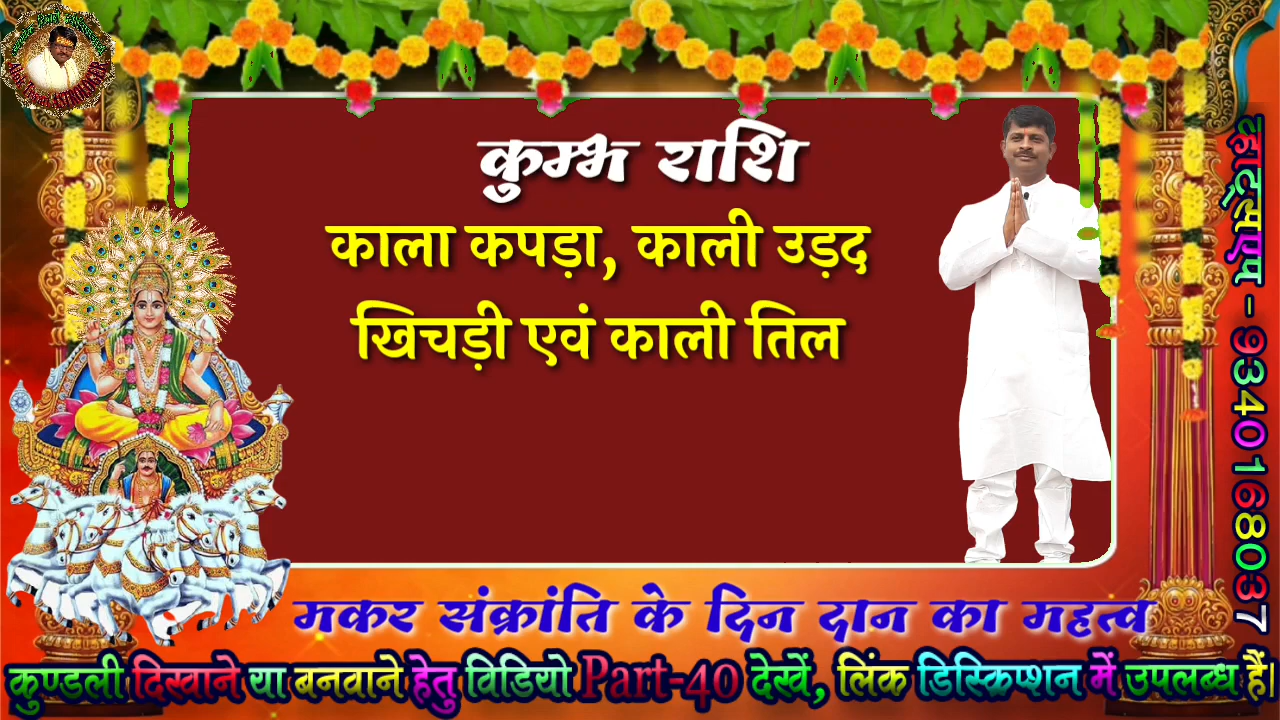 कुम्भ राशि
काला कपड़ा, काली उड़द
खिचड़ी एवं काली तिल
मकर संक्रांति के दिन दान का महत्व
कुण्डली दिखाने या बनवाने हेतु विडियो Part-40 देखें, लिंक डिस्क्रिप्शन में उपलब्ध हैं।
व्हाट्सएप - 9340168037